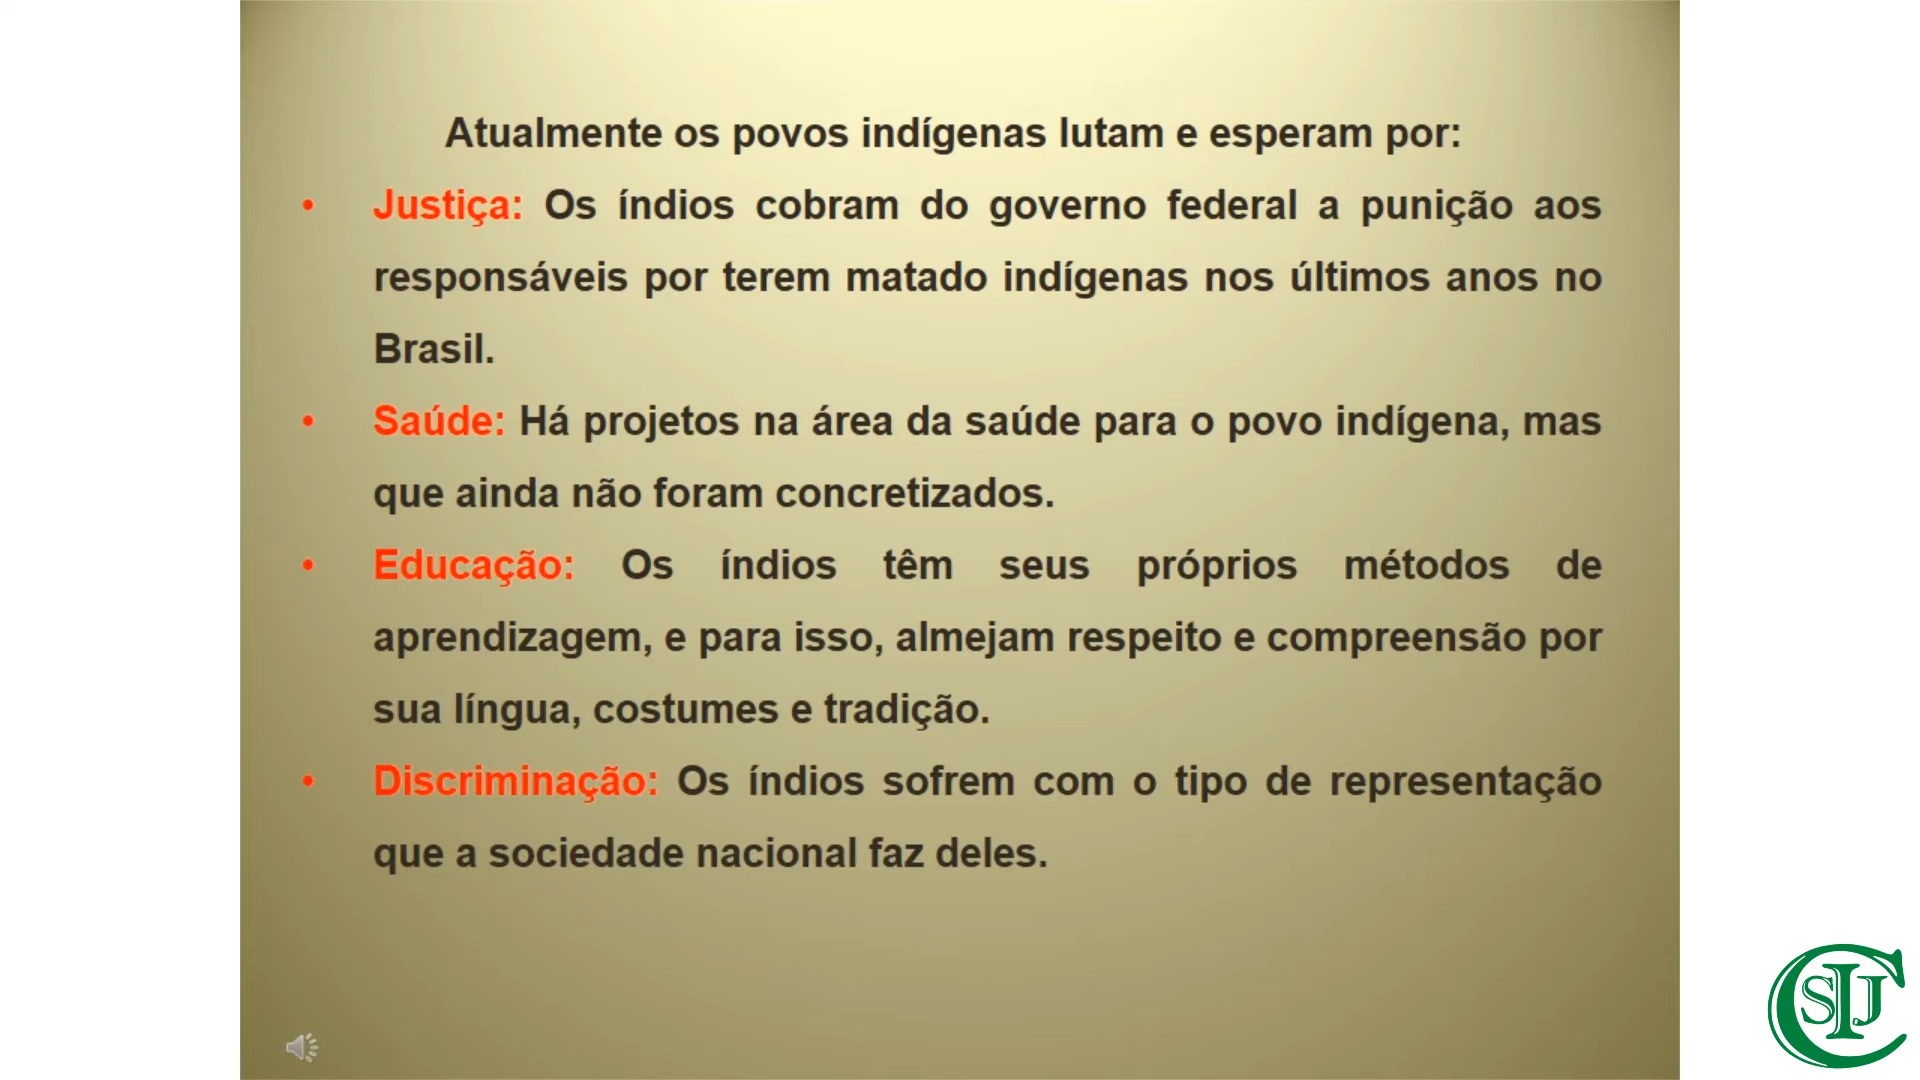 Atualmente os povos indígenas lutam e esperam por:
• Justiça: Os índios cobram do governo federal a punição aos
responsáveis por terem matado indígenas nos últimos anos no
Brasil.
• Saúde: Há projetos na área da saúde para o povo indígena, mas
que ainda não foram concretizados.
• Educação: Os índios têm seus próprios métodos de
aprendizagem, e para isso, almejam respeito e compreensão por
sua língua, costumes e tradição.
• Discriminação: Os índios sofrem com o tipo de representação
que a sociedade nacional faz deles.
CSIJ